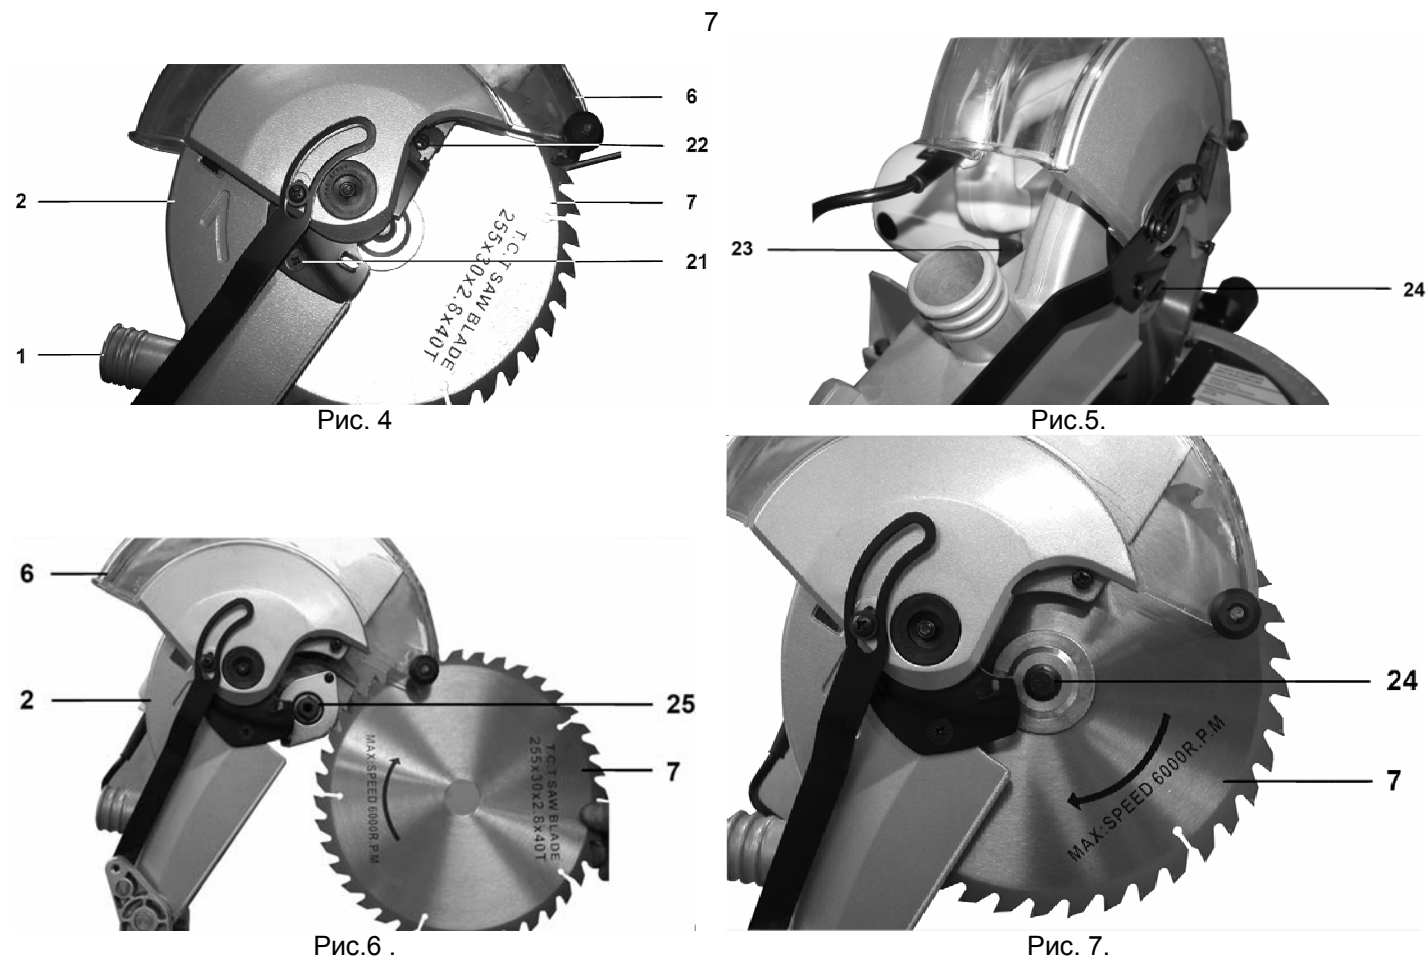 7
6
22
2
7
21
1
T.C.T SAW BLADE
255x30x2.8x40T
Рис. 4
23
24
Рис.5.
6
2
25
7
MAX:SPEED 6000R.P.M
T.C.T SAW BLADE
255x30x2.8x40T
Рис.6 .
24
7
MAX:SPEED 6000R.P.M
Рис. 7.